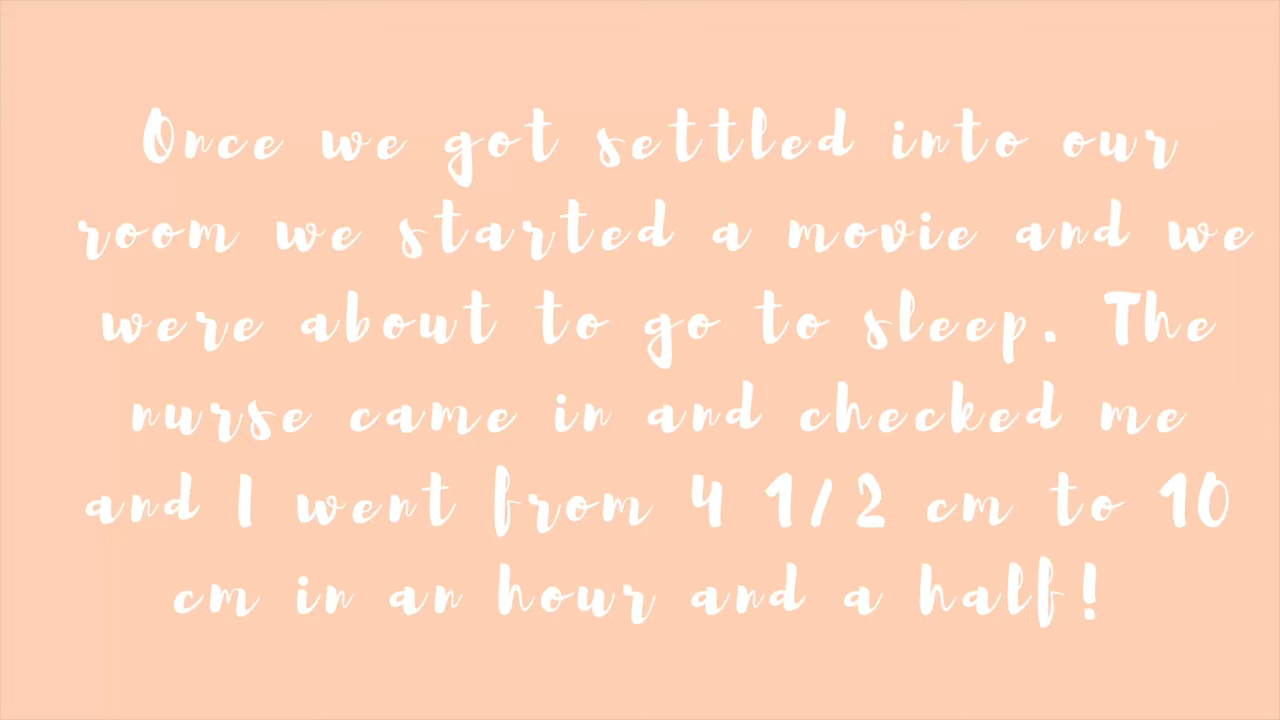 Once we got settled into our
room we started a movie and we
were about to go to sleep. The
nurse came in and checked me
and I went from 4 1/2 cm to 10
cm in an hour and a half!